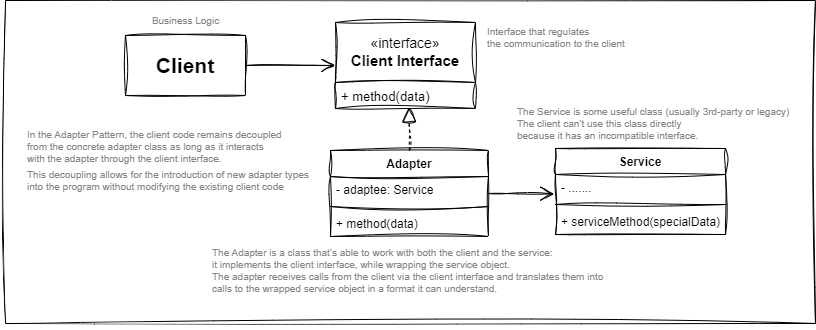 Business Logic
Client
«interface»
Client Interface
+ method(data)
Interface that regulates
the communication to the client
The Service is some useful class (usually 3rd-party or legacy)
The client can't use this class directly
because it has an incompatible interface.
In the Adapter Pattern, the client code remains decoupled
from the concrete adapter class as long as it interacts
with the adapter through the client interface.
This decoupling allows for the introduction of new adapter types
into the program without modifying the existing client code
Adapter
- adaptee: Service
+ method(data)
Service
- .......
+ serviceMethod(specialData)
The Adapter is a class that's able to work with both the client and the service:
it implements the client interface, while wrapping the service object.
The adapter receives calls from the client via the client interface and translates them into
calls to the wrapped service object in a format it can understand.